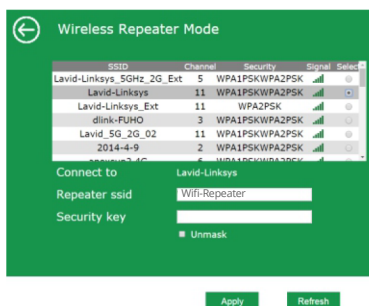 Wireless Repeater Mode
SSID Channel Security Signal Select
Lavid-Linksys_5GHz_2G_Ext 5 WPA1PSKWPA2PSK
Lavid-Linksys 11 WPA1PSKWPA2PSK
Lavid-Linksys_Ext 11 WPA2PSK
dlink-FUHO 3 WPA1PSKWPA2PSK
Lavid_5G_2G_02 11 WPA1PSKWPA2PSK
2014-4-9 2 WPA1PSKWPA2PSK
6 WPA1PSKWPA2PSK
Connect to Lavid-Linksys
Repeater ssid Wifi-Repeater
Security key
Unmask
Apply Refresh